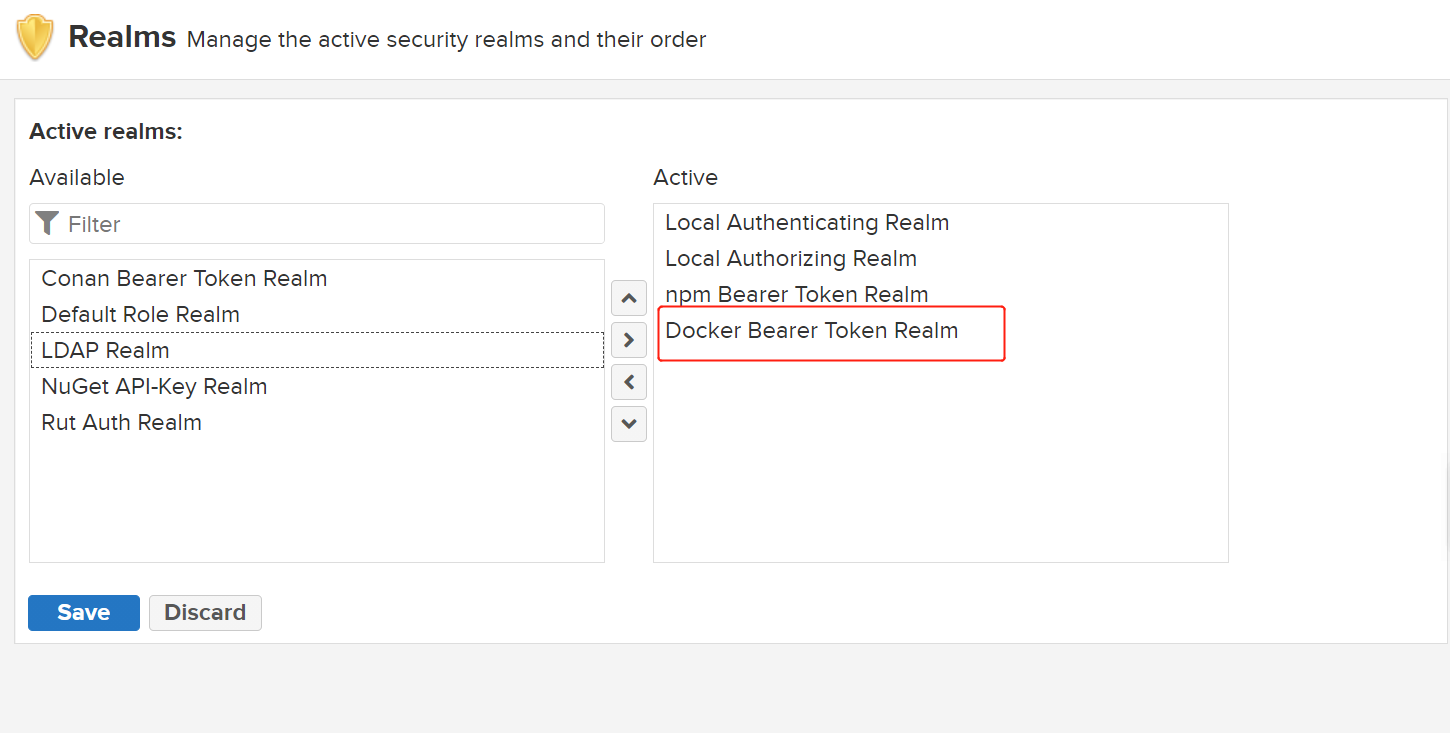 Realms Manage the active security realms and their order
Active realms:
Available
Filter
Conan Bearer Token Realm
Default Role Realm
LDAP Realm
NuGet API-Key Realm
Rut Auth Realm
Active
Local Authenticating Realm
Local Authorizing Realm
npm Bearer Token Realm
Docker Bearer Token Realm
Save Discard